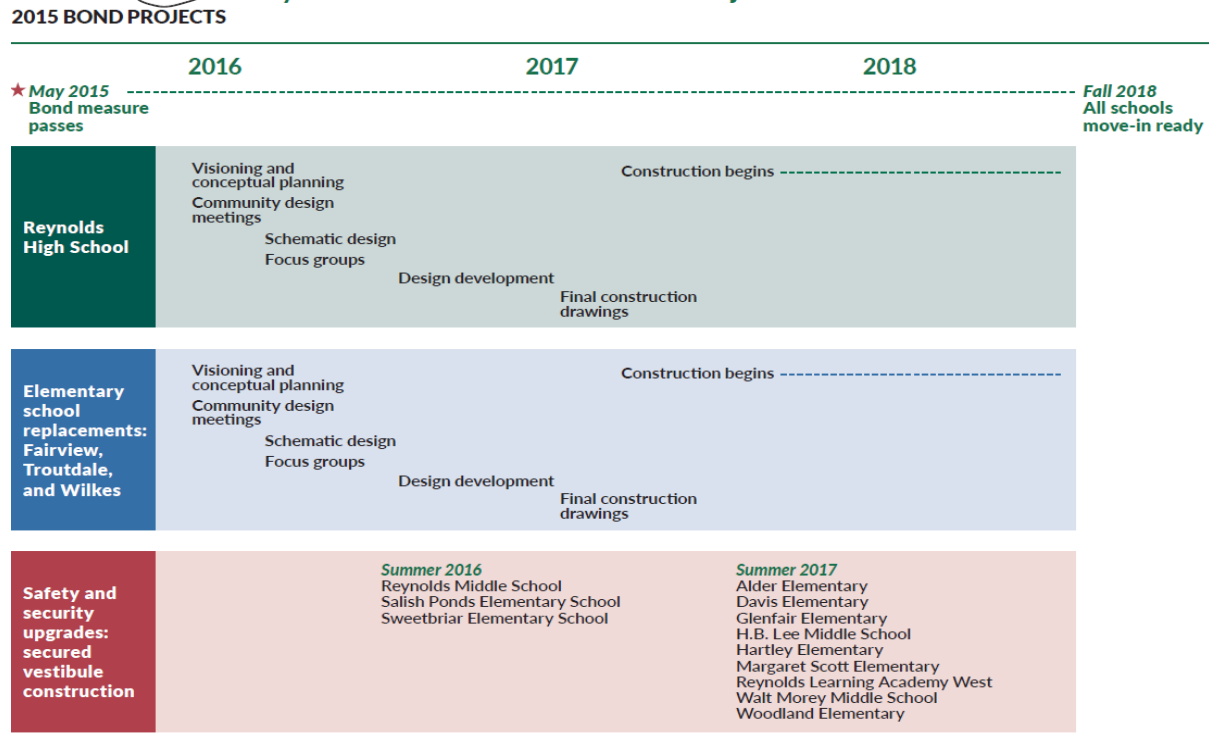 2015 BOND PROJECTS
2016 2017 2018
May 2015
Bond measure
passes
Fall 2018
All schools
move-in ready
Reynolds
High School
Visioning and
conceptual planning
Community design
meetings
Schematic design
Focus groups
Design development
Final construction
drawings
Construction begins
Elementary
school
replacements:
Fairview,
Troutdale,
and Wilkes
Visioning and
conceptual planning
Community design
meetings
Schematic design
Focus groups
Design development
Final construction
drawings
Construction begins
Safety and
security
upgrades:
secured
vestibule
construction
Summer 2016
Reynolds Middle School
Salish Ponds Elementary School
Sweetbriar Elementary School
Summer 2017
Alder Elementary
Davis Elementary
Glenfair Elementary
H.B. Lee Middle School
Hartley Elementary
Margaret Scott Elementary
Reynolds Learning Academy West
Walt Morey Middle School
Woodland Elementary